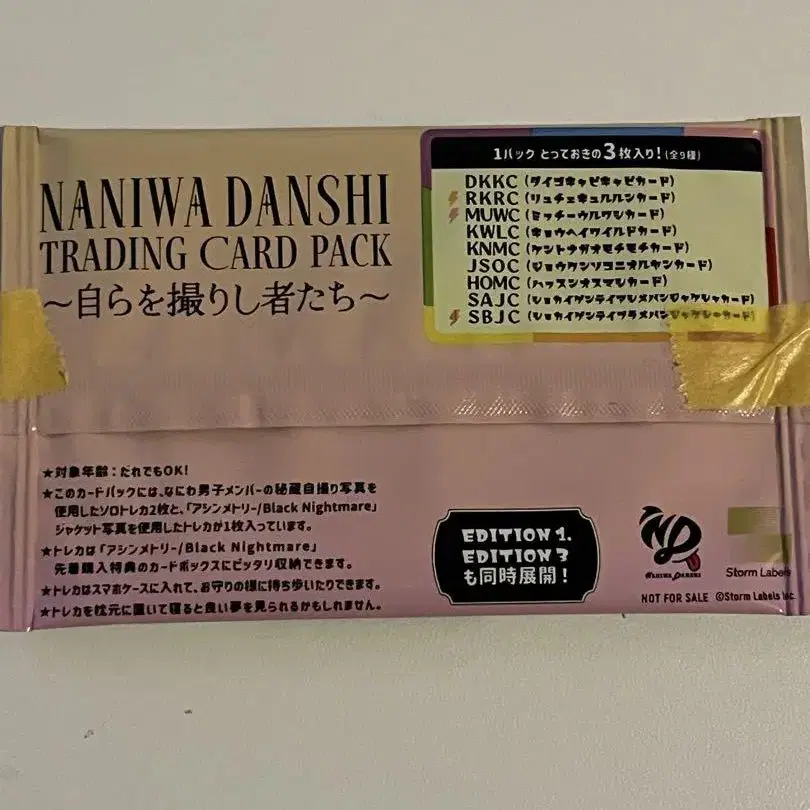 NANIWA DANSHI
TRADING CARD PACK
〜自らを撮りし者たち〜
1パック とっておきの3枚入り!(全9種)
DKKC (ダイゴキャピキャピカード)
RKRC (リュチェキュルルンカード)
MUWC (ミッチーウルワンカード)
KWLC (キョウヘイワイルドカード)
KNMC (ケントナガオモチモチカード)
JSOC (ジョウケンソコニオルヤンカード)
HOMC (ハッスンオスマシカード)
SAJC (ショカイゲンテイアシメバンジャケシャカード)
SBJC (ショカイゲンテイブラメバンジャケシャカード)
★対象年齢:だれでもOK!
★このカードパックには、なにわ男子メンバーの秘蔵自撮り写真を
使用したソロトレカ2枚と、「アシンメトリー/Black Nightmare」
ジャケット写真を使用したトレカが1枚入っています。
★トレカは「アシンメトリー/Black Nightmare」
先着購入特典のカードボックスにピッタリ収納できます。
★トレカはスマホケースに入れて、お守りの様に持ち歩いたりできます。
★トレカを枕元に置いて寝ると良い夢を見られるかもしれません。
EDITION 1.
EDITION 3
も同時展開!
ND
NANIWA DANSHI
Storm Labels
NOT FOR SALE ©Storm Labels Inc.